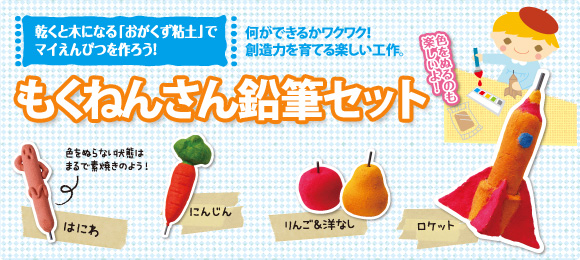 乾くと木になる「おがくず粘土」で
マイえんぴつを作ろう!
何ができるかワクワク!
創造力を育てる楽しい工作。
色をぬるのも
楽しいよ!
もくねんさん鉛筆セット
色をぬらない状態は
まるで素焼きのよう!
はにわ
にんじん
りんご&洋なし
ロケット